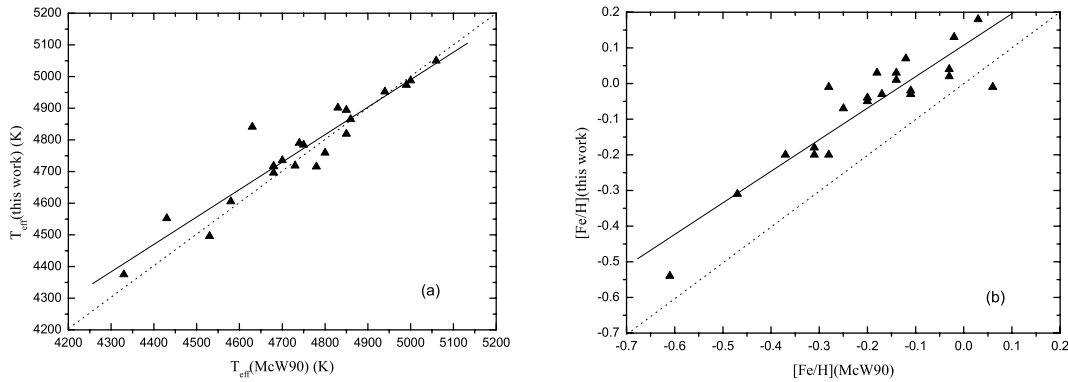 5200
5100
5000
4900
4800
4700
4600
4500
4400
4300
4200
T_eff(this work) (K)
(a)
4200 4300 4400 4500 4600 4700 4800 4900 5000 5100 5200
T_eff(McW90) (K)
0.2
0.1
0.0
-0.1
-0.2
-0.3
-0.4
-0.5
-0.6
-0.7
[Fe/H](this work)
(b)
-0.7 -0.6 -0.5 -0.4 -0.3 -0.2 -0.1 0.0 0.1 0.2
[Fe/H](McW90)